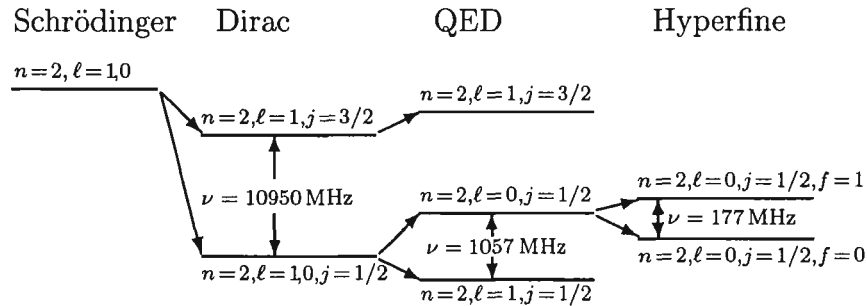 Schrödinger Dirac QED Hyperfine
n=2, ℓ=1,0
n=2,ℓ=1,j=3/2
n=2,ℓ=1,j=3/2
ν = 10950 MHz
n=2,ℓ=0,j=1/2
n=2,ℓ=0,j=1/2,f=1
ν = 1057 MHz
ν = 177 MHz
n=2,ℓ=1,0,j=1/2
n=2,ℓ=1,j=1/2
n=2,ℓ=0,j=1/2,f=0